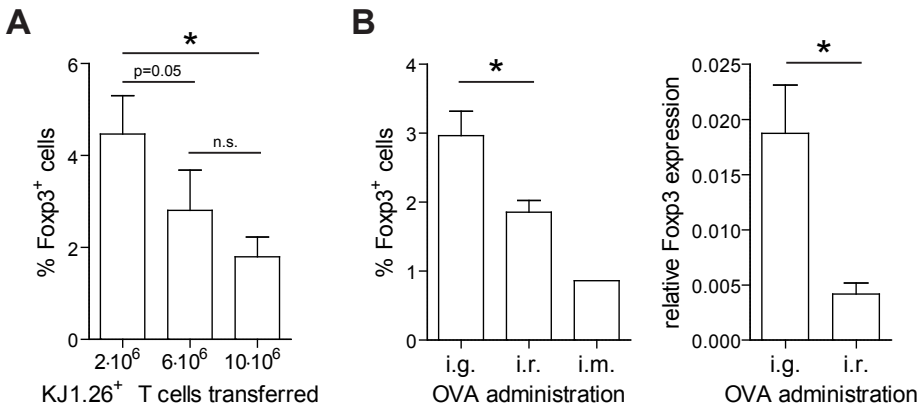 A
*
p=0.05
n.s.
% Foxp3⁺ cells
6
4
2
0
2·10⁶ 6·10⁶ 10·10⁶
KJ1.26⁺ T cells transferred
B
*
% Foxp3⁺ cells
4
3
2
1
0
i.g. i.r. i.m.
OVA administration
*
relative Foxp3 expression
0.025
0.020
0.015
0.010
0.005
0.000
i.g. i.r.
OVA administration